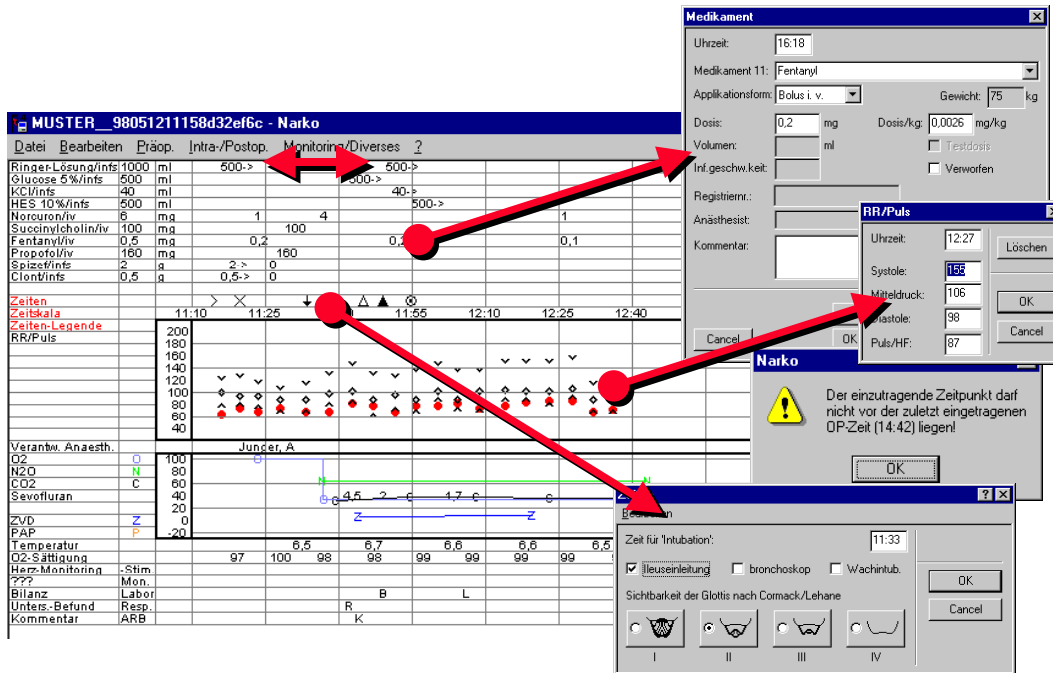 MUSTER__98051211158d32ef6c - Narko
Datei Bearbeiten Präop. Intra-/Postop. Monitoring/Diverses ?
Ringer-Lösung/infs 1000 ml 500-> 500->
Glucose 5%/infs 500 ml 500->
KCl/infs 40 ml 40->
HES 10%/infs 500 ml 500->
Norcuron/iv 6 mg 1 4 1
Succinylcholin/iv 100 mg 100
Fentanyl/iv 0,5 mg 0,2 0,1
Propofol/iv 160 mg 160
Spizef/infs 2 g 2-> 0
Clont/infs 0,5 g 0,5-> 0
Zeiten
Zeitskala 11:10 11:25 11:55 12:10 12:25 12:40
Zeiten-Legende
RR/Puls
200
180
160
140
120
100
80
60
40
Verantw. Anaesth. Junger, A
O2 O 100 O
N2O N 80 N N
CO2 C 60
Sevofluran 40 O C 4,5 2 C 1,7 C C
20
ZVD Z 0 Z Z
PAP P -20
Temperatur 6,5 6,7 6,6 6,6 6,5
O2-Sättigung 97 100 98 98 99 99 99 99
Herz-Monitoring -Stim.
??? Mon.
Bilanz Labor B L
Unters.-Befund Resp. R
Kommentar ARB K
Medikament
Uhrzeit: 16:18
Medikament 11: Fentanyl
Applikationsform: Bolus i. v. Gewicht: 75 kg
Dosis: 0,2 mg Dosis/kg: 0,0026 mg/kg
Volumen: ml Testdosis
Inf.geschw.keit: Verworfen
Registriernr.:
Anästhesist:
Kommentar:
Cancel OK
RR/Puls
Uhrzeit: 12:27 Löschen
Systole: 155
Mitteldruck: 106 OK
Diastole: 98 Cancel
Puls/HF: 87
Narko
Der einzutragende Zeitpunkt darf
nicht vor der zuletzt eingetragenen
OP-Zeit (14:42) liegen!
OK
Zeit für 'Intubation': 11:33
Ileuseinleitung bronchoskop Wachintub.
OK
Sichtbarkeit der Glottis nach Cormack/Lehane
Cancel
I II III IV